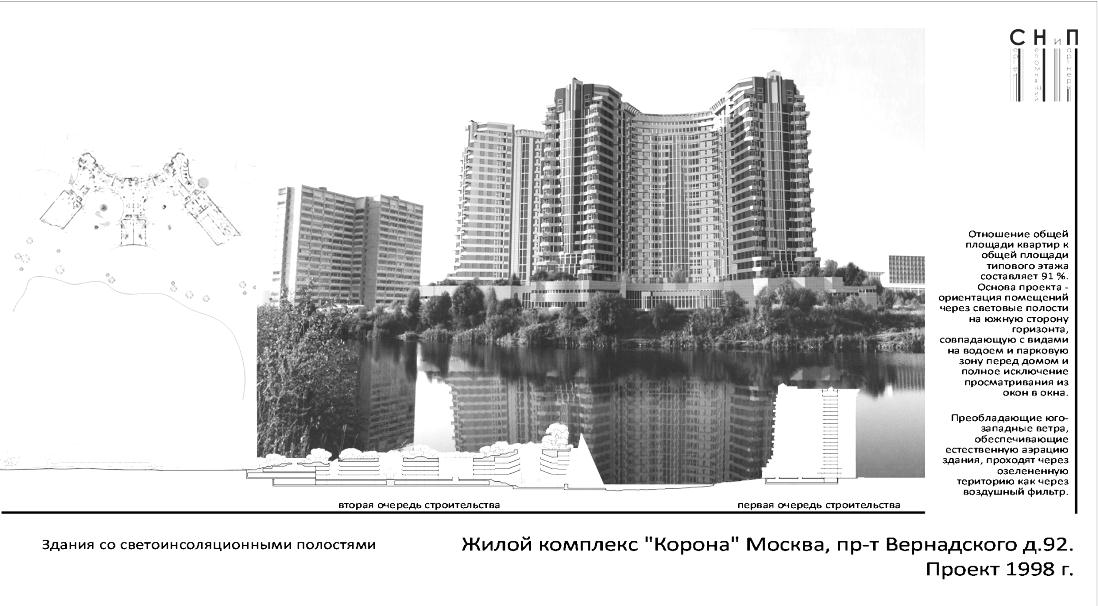 СНиП
Отношение общей
площади квартир к
общей площади
типового этажа
составляет 91 %.
Основа проекта -
ориентация помещений
через световые полости
на южную сторону
горизонта,
совпадающую с видами
на водоем и парковую
зону перед домом и
полное исключение
просматривания из
окон в окна.
Преобладающие юго-
западные ветра,
обеспечивающие
естественную аэрацию
здания, проходят через
озелененную
територию как через
воздушный фильтр.
вторая очередь строительства
первая очередь строительства
Здания со светоинсоляционными полостями
Жилой комплекс "Корона" Москва, пр-т Вернадского д.92.
Проект 1998 г.